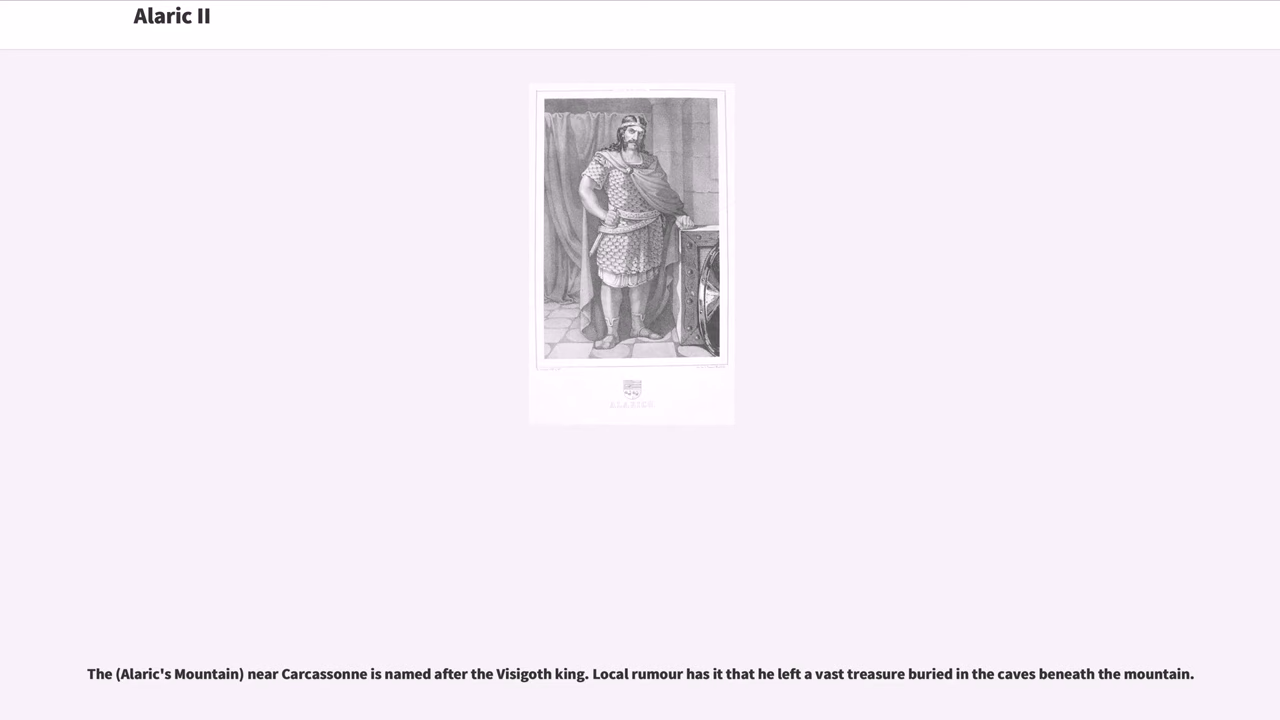 Alaric II
ALARICO
The (Alaric's Mountain) near Carcassonne is named after the Visigoth king. Local rumour has it that he left a vast treasure buried in the caves beneath the mountain.